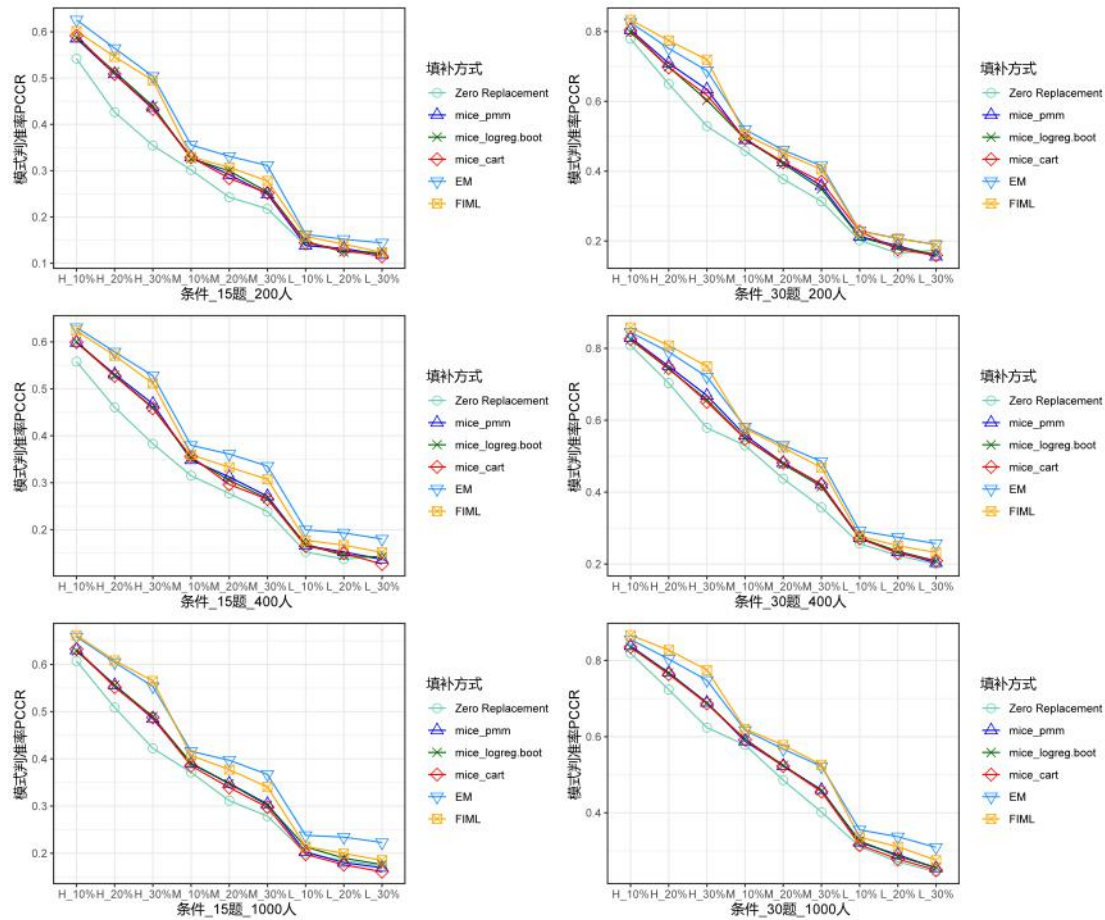 模式判准率PCCR
0.6
0.5
0.4
0.3
0.2
0.1
H_10% H_20% H_30% M_10% M_20% M_30% L_10% L_20% L_30%
条件_15题_200人
填补方式
Zero Replacement
mice_pmm
mice_logreg.boot
mice_cart
EM
FIML
模式判准率PCCR
0.8
0.6
0.4
0.2
H_10% H_20% H_30% M_10% M_20% M_30% L_10% L_20% L_30%
条件_30题_200人
填补方式
Zero Replacement
mice_pmm
mice_logreg.boot
mice_cart
EM
FIML
模式判准率PCCR
0.6
0.5
0.4
0.3
0.2
H_10% H_20% H_30% M_10% M_20% M_30% L_10% L_20% L_30%
条件_15题_400人
填补方式
Zero Replacement
mice_pmm
mice_logreg.boot
mice_cart
EM
FIML
模式判准率PCCR
0.8
0.6
0.4
0.2
H_10% H_20% H_30% M_10% M_20% M_30% L_10% L_20% L_30%
条件_30题_400人
填补方式
Zero Replacement
mice_pmm
mice_logreg.boot
mice_cart
EM
FIML
模式判准率PCCR
0.6
0.5
0.4
0.3
0.2
H_10% H_20% H_30% M_10% M_20% M_30% L_10% L_20% L_30%
条件_15题_1000人
填补方式
Zero Replacement
mice_pmm
mice_logreg.boot
mice_cart
EM
FIML
模式判准率PCCR
0.8
0.6
0.4
H_10% H_20% H_30% M_10% M_20% M_30% L_10% L_20% L_30%
条件_30题_1000人
填补方式
Zero Replacement
mice_pmm
mice_logreg.boot
mice_cart
EM
FIML